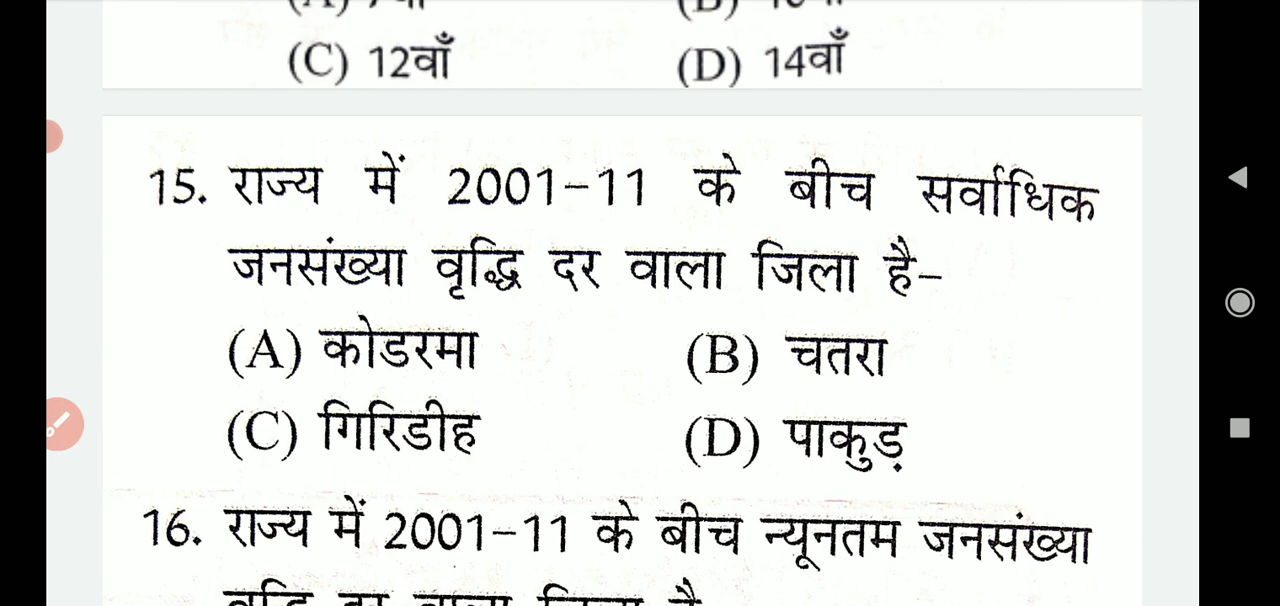 (C) 12वाँ (D) 14वाँ
15. राज्य में 2001-11 के बीच सर्वाधिक
जनसंख्या वृद्धि दर वाला जिला है-
(A) कोडरमा (B) चतरा
(C) गिरिडीह (D) पाकुड़
16. राज्य में 2001-11 के बीच न्यूनतम जनसंख्या